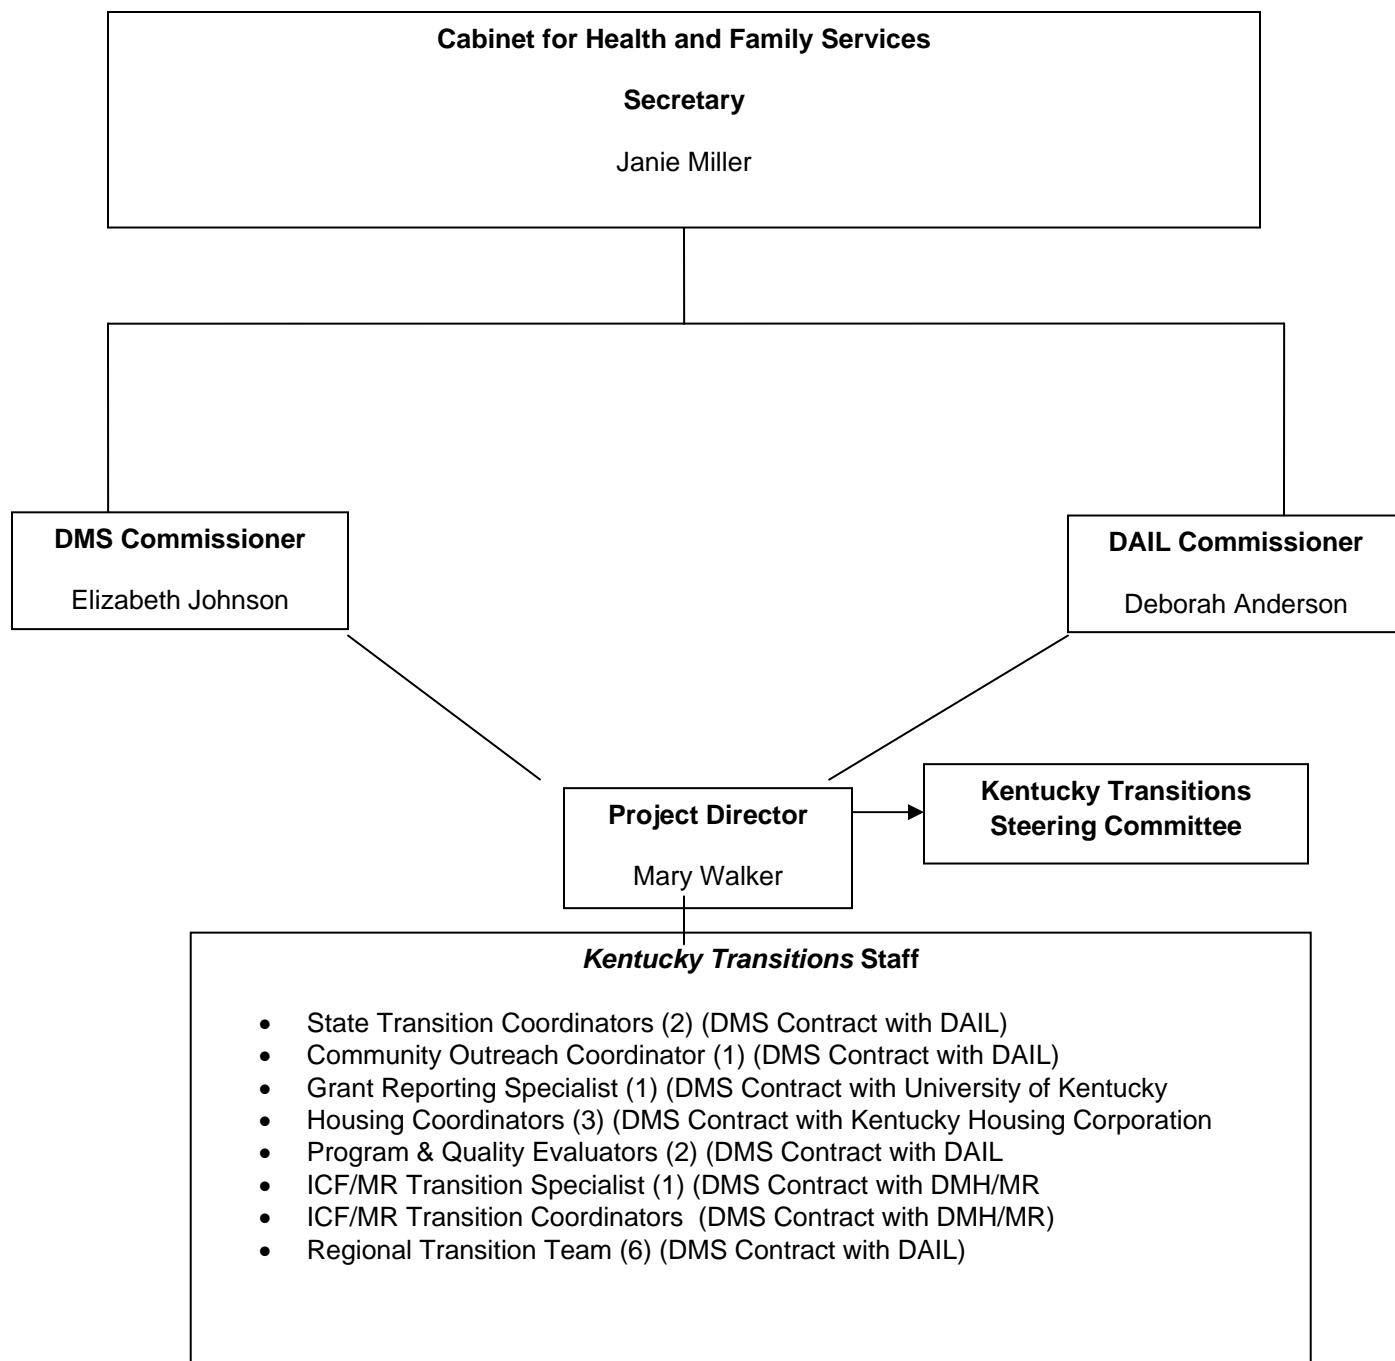 Cabinet for Health and Family Services
Secretary
Janie Miller
DMS Commissioner
Elizabeth Johnson
DAIL Commissioner
Deborah Anderson
Project Director
Mary Walker
Kentucky Transitions
Steering Committee
Kentucky Transitions Staff
• State Transition Coordinators (2) (DMS Contract with DAIL)
• Community Outreach Coordinator (1) (DMS Contract with DAIL)
• Grant Reporting Specialist (1) (DMS Contract with University of Kentucky
• Housing Coordinators (3) (DMS Contract with Kentucky Housing Corporation
• Program & Quality Evaluators (2) (DMS Contract with DAIL
• ICF/MR Transition Specialist (1) (DMS Contract with DMH/MR
• ICF/MR Transition Coordinators  (DMS Contract with DMH/MR)
• Regional Transition Team (6) (DMS Contract with DAIL)